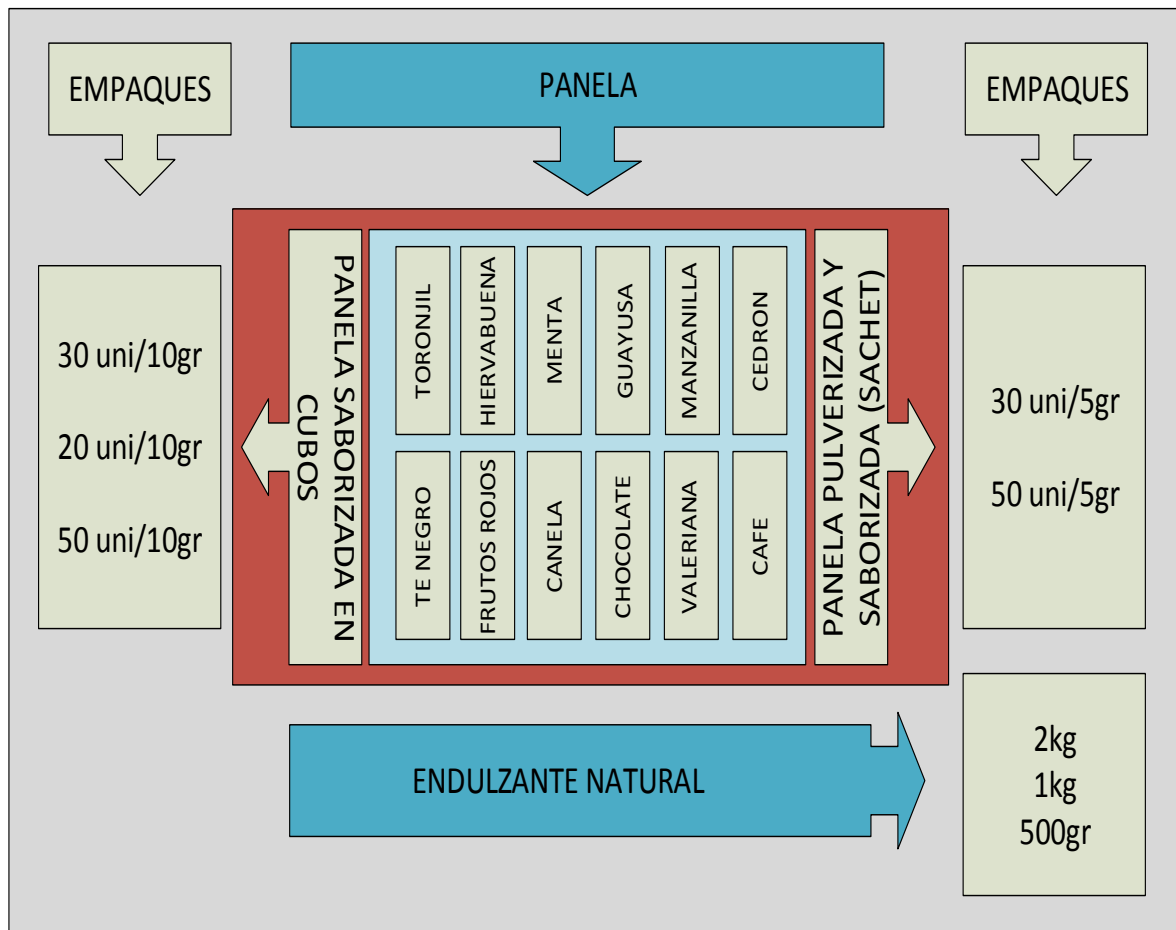 EMPAQUES
PANELA
EMPAQUES
PANELA SABORIZADA EN
CUBOS
TORONJIL
HIERVABUENA
MENTA
GUAYUSA
MANZANILLA
CEDRON
TE NEGRO
FRUTOS ROJOS
CANELA
CHOCOLATE
VALERIANA
CAFE
PANELA PULVERIZADA Y
SABORIZADA (SACHET)
30 uni/10gr
20 uni/10gr
50 uni/10gr
30 uni/5gr
50 uni/5gr
ENDULZANTE NATURAL
2kg
1kg
500gr